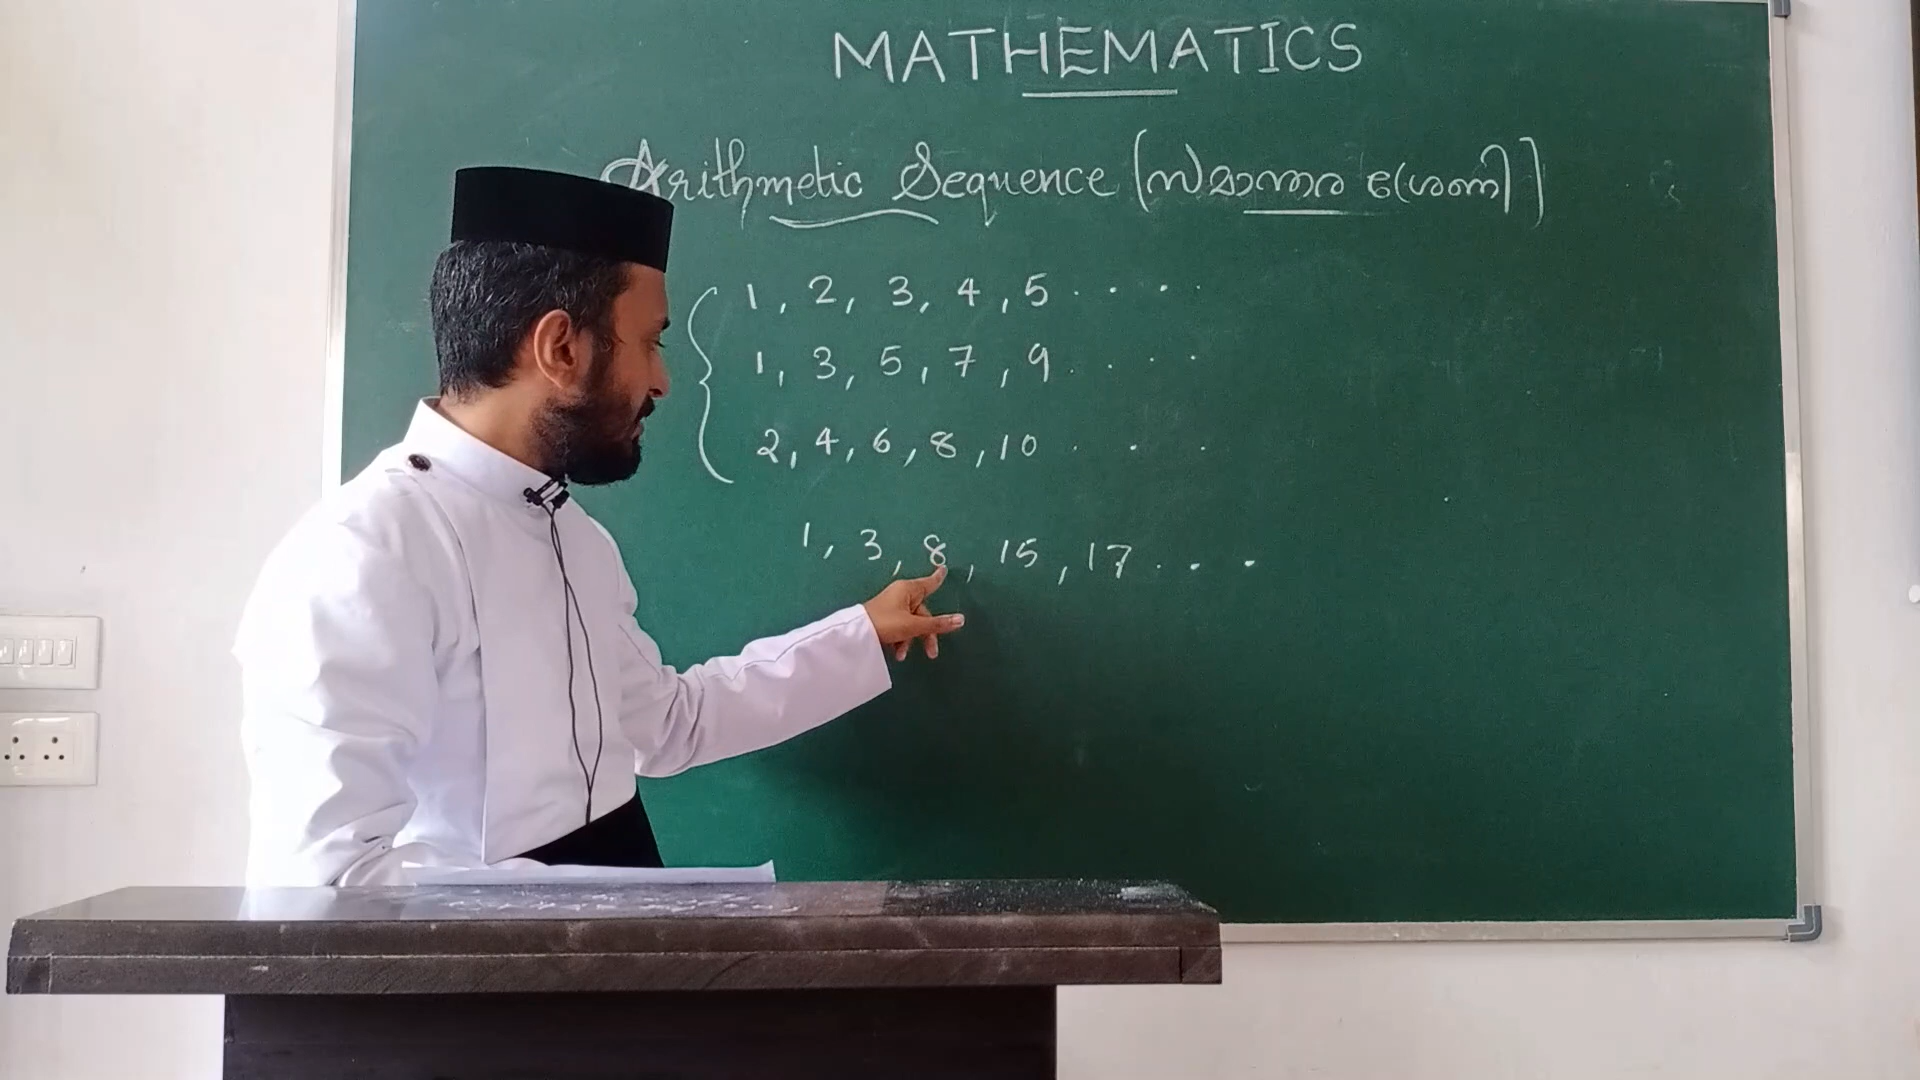 MATHEMATICS
Arithmetic Sequence (സമാന്തര ശ്രേണി]
1, 2, 3, 4, 5 . . . .
1, 3, 5, 7, 9 . . . .
2, 4, 6, 8, 10 . . .
1, 3, 8, 15, 17 . . .